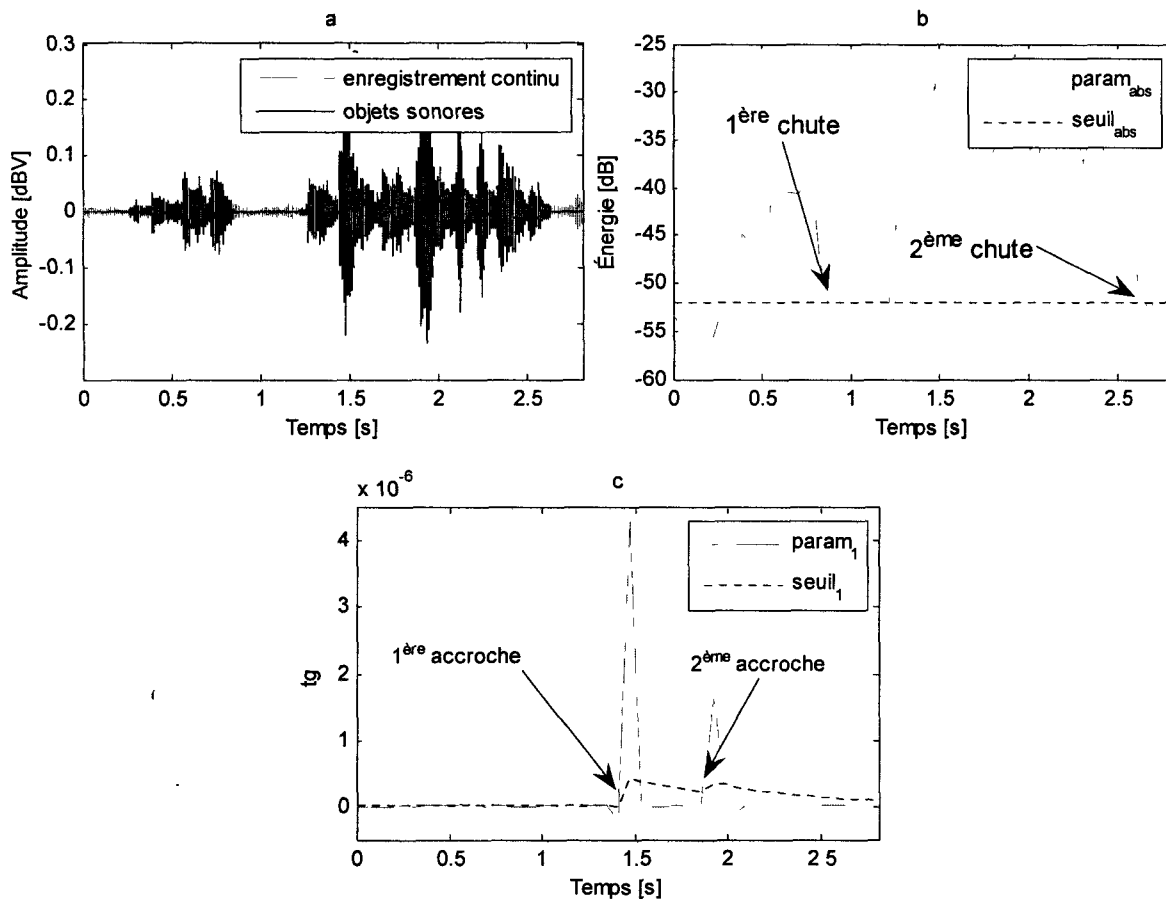 a
0.3
0.2
0.1
0
-0.1
-0.2
Amplitude [dBV]
enregistrement continu
objets sonores
0 0.5 1 1.5 2 2.5
Temps [s]
b
-25
-30
-35
-40
-45
-50
-55
-60
Énergie [dB]
param_abs
seuil_abs
1ère chute
2ème chute
0 0.5 1 1.5 2 2.5
Temps [s]
c
x 10^-6
4
3
2
1
0
tg
param_1
seuil_1
1ère accroche
2ème accroche
0 0.5 1 1.5 2 2 5
Temps [s]